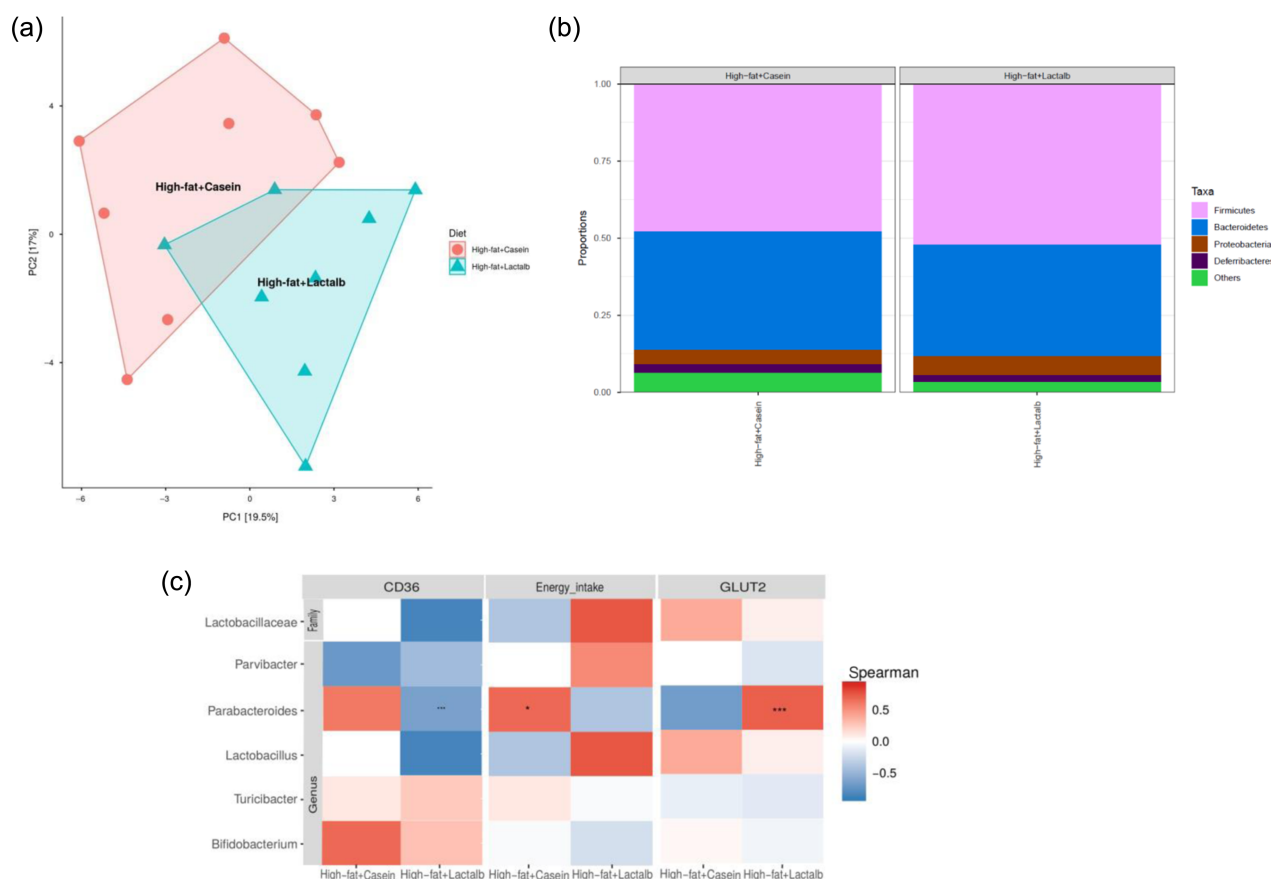 (a)
4
0
−4
PC2 [17%]
−6
−3
0
3
6
PC1 [19.5%]
High-fat+Casein
High-fat+Lactalb
Diet
High-fat+Casein
High-fat+Lactalb
(b)
High-fat+Casein
High-fat+Lactalb
1.00
0.75
0.50
0.25
0.00
Proportions
High-fat+Casein
High-fat+Lactalb
Taxa
Firmicutes
Bacteroidetes
Proteobacteria
Deferribacteres
Others
(c)
CD36
Energy_intake
GLUT2
Family
Genus
Lactobacillaceae
Parvibacter
Parabacteroides
***
*
***
Lactobacillus
Turicibacter
Bifidobacterium
High-fat+Casein
High-fat+Lactalb
High-fat+Casein
High-fat+Lactalb
High-fat+Casein
High-fat+Lactalb
Spearman
0.5
0.0
−0.5